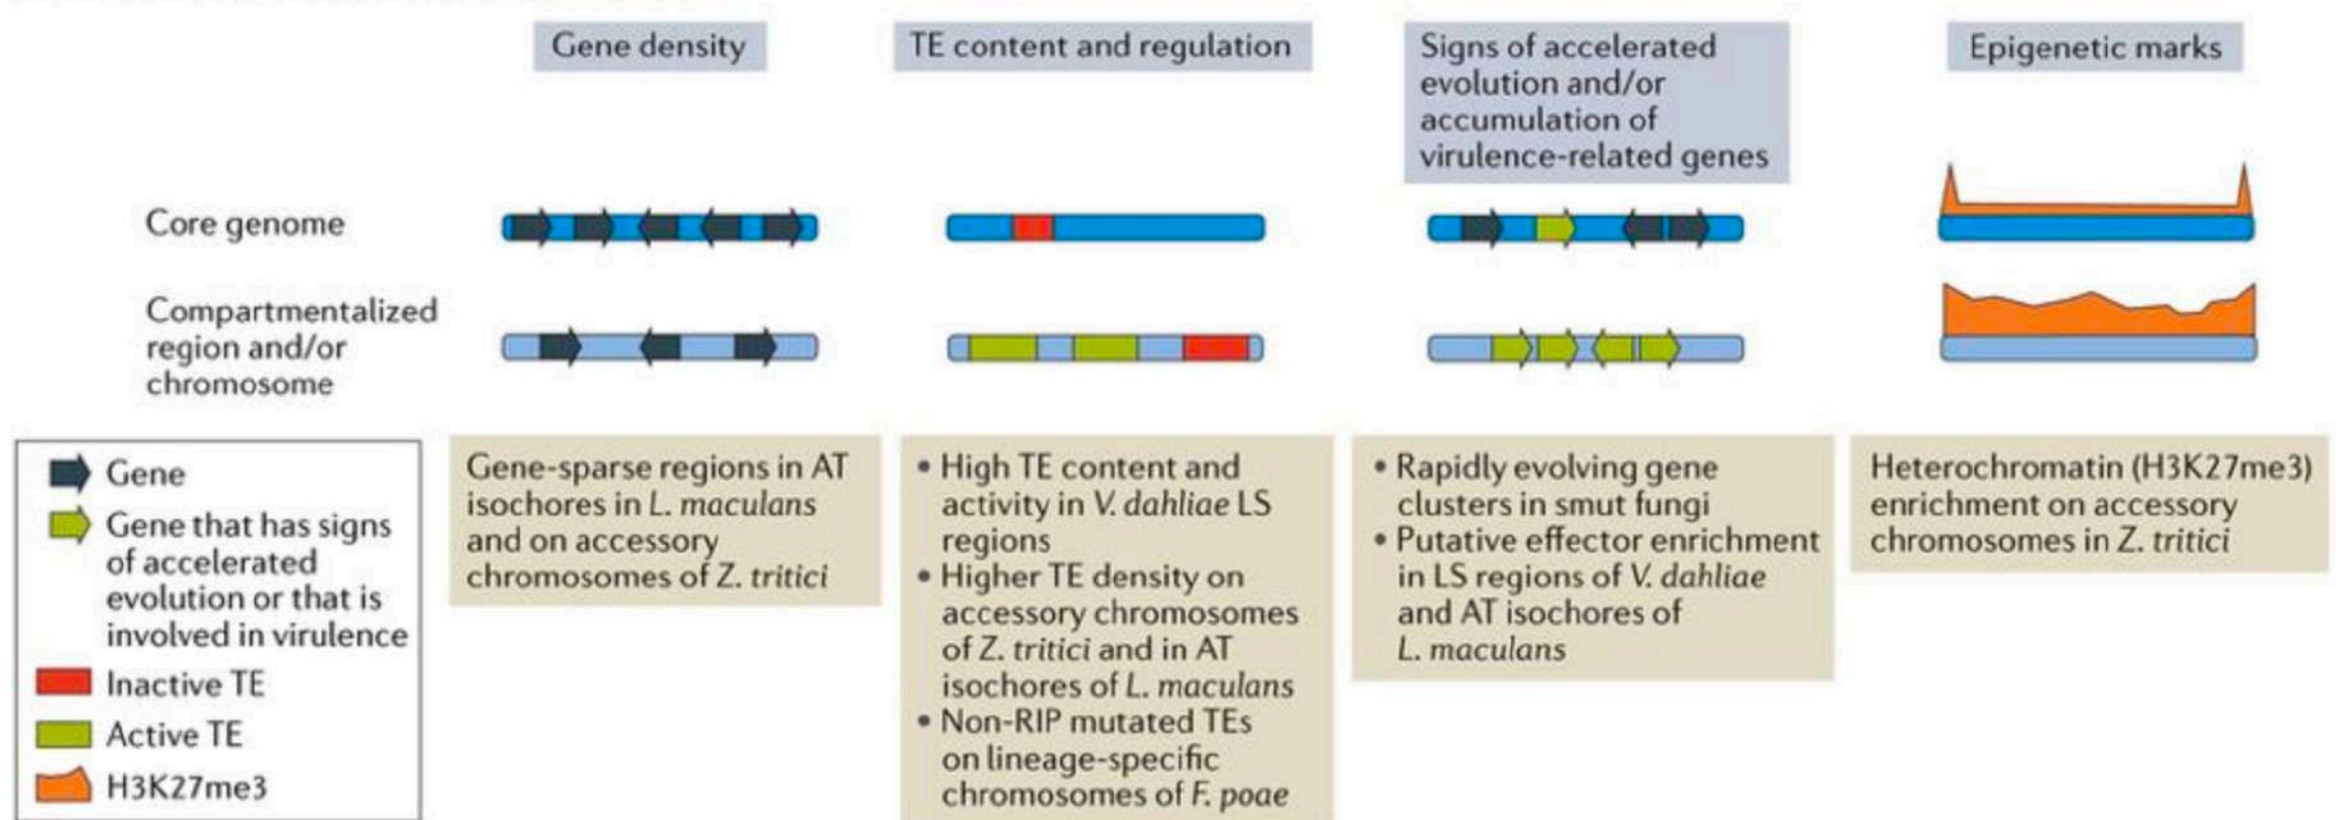 Gene density
TE content and regulation
Signs of accelerated
evolution and/or
accumulation of
virulence-related genes
Epigenetic marks
Core genome
Compartmentalized
region and/or
chromosome
Gene
Gene that has signs
of accelerated
evolution or that is
involved in virulence
Inactive TE
Active TE
H3K27me3
Gene-sparse regions in AT
isochores in L. maculans
and on accessory
chromosomes of Z. tritici
• High TE content and
activity in V. dahliae LS
regions
• Higher TE density on
accessory chromosomes
of Z. tritici and in AT
isochores of L. maculans
• Non-RIP mutated TEs
on lineage-specific
chromosomes of F. poae
• Rapidly evolving gene
clusters in smut fungi
• Putative effector enrichment
in LS regions of V. dahliae
and AT isochores of
L. maculans
Heterochromatin (H3K27me3)
enrichment on accessory
chromosomes in Z. tritici